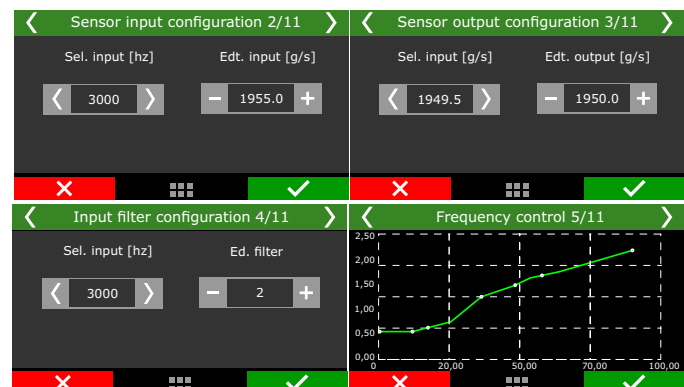 Sensor input configuration 2/11
Sel. input [hz] Edt. input [g/s]
3000 1955.0
Sensor output configuration 3/11
Sel. input [g/s] Edt. output [g/s]
1949.5 1950.0
Input filter configuration 4/11
Sel. input [hz] Ed. filter
3000 2
Frequency control 5/11
2,50
2,00
1,50
1,00
0,50
0,00
0 20,00 50,00 70,00 100,00